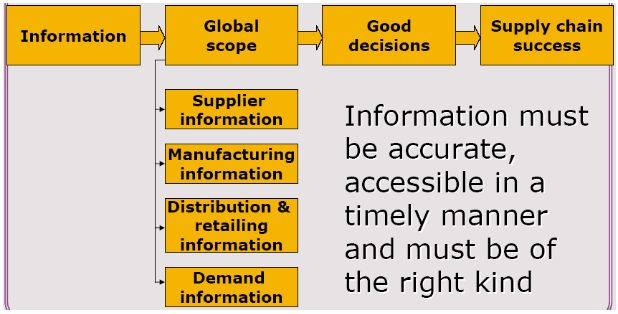 Information
Global
scope
Good
decisions
Supply chain
success
Supplier
information
Manufacturing
information
Distribution &
retailing
information
Demand
information
Information must
be accurate,
accessible in a
timely manner
and must be of
the right kind